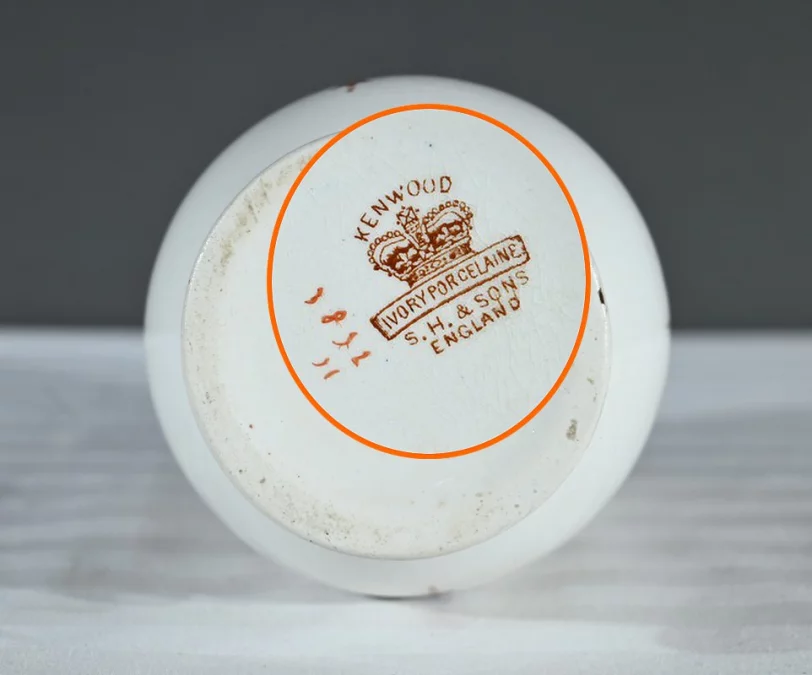 KENWOOD
IVORY PORCELAINE
S. H. & SONS
ENGLAND